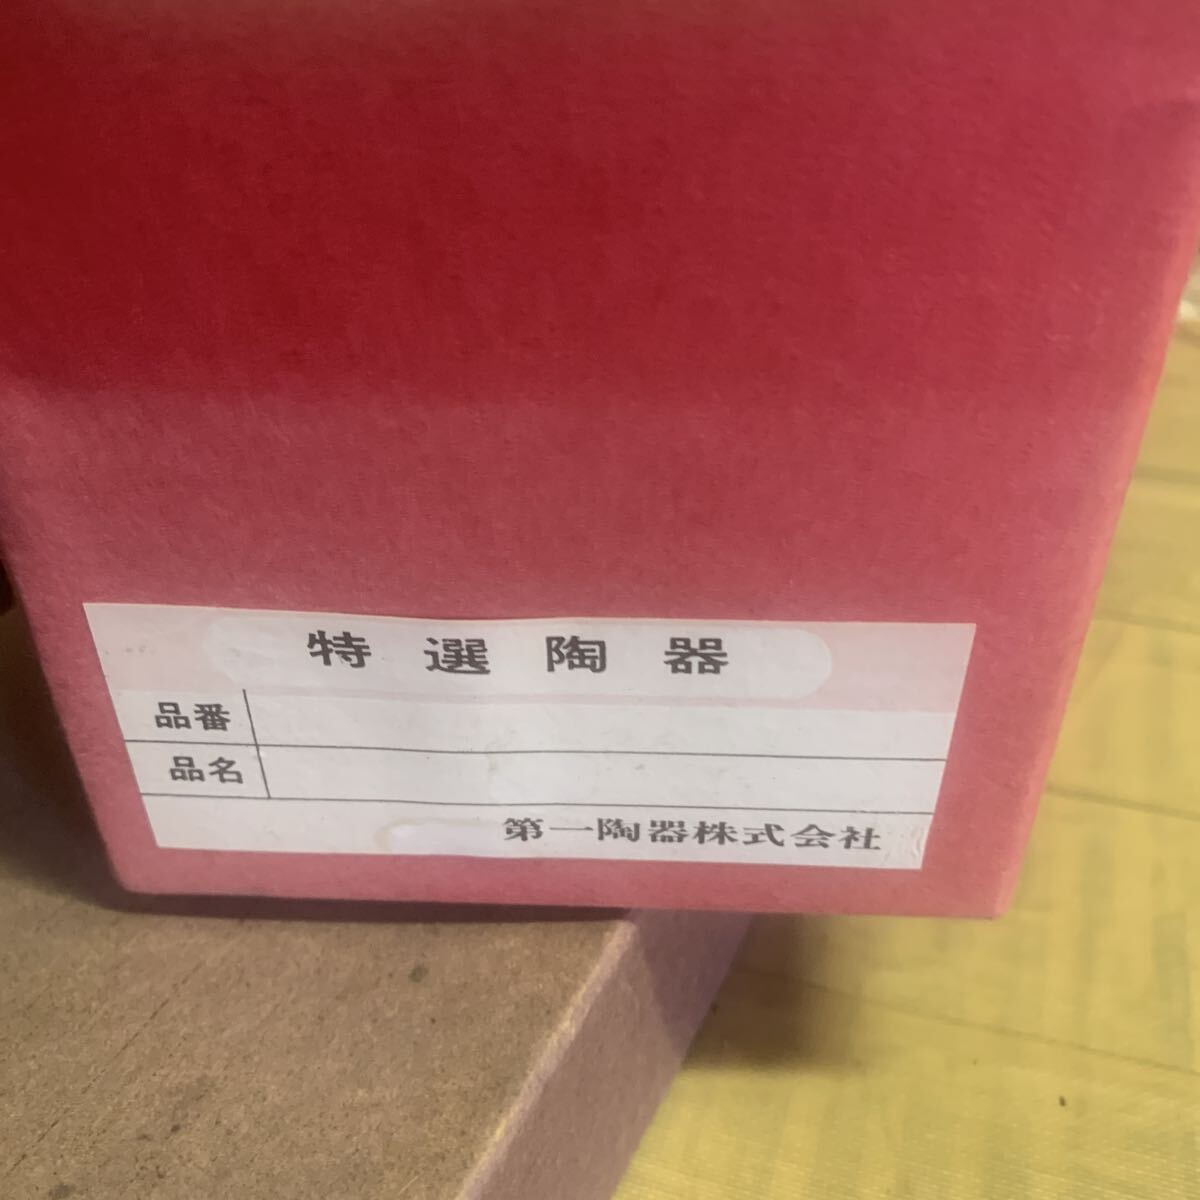 特選陶器
品番
品名
第一陶器株式会社